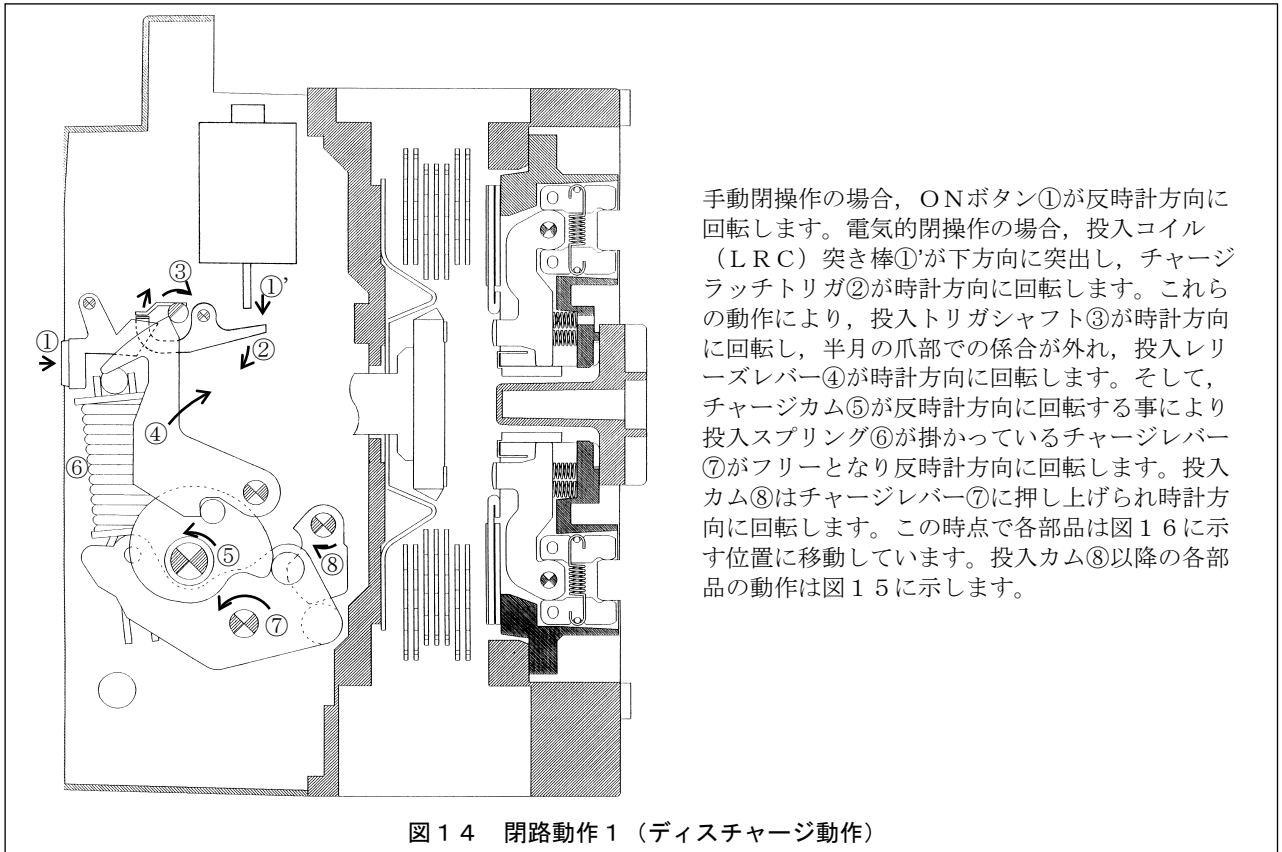 ①
②
③
①’
④
⑥
⑤
⑧
⑦
手動閉操作の場合，ＯＮボタン①が反時計方向に
回転します。電気的閉操作の場合，投入コイル
（ＬＲＣ）突き棒①’が下方向に突出し，チャージ
ラッチトリガ②が時計方向に回転します。これら
の動作により，投入トリガシャフト③が時計方向
に回転し，半月の爪部での係合が外れ，投入レリ
ーズレバー④が時計方向に回転します。そして，
チャージカム⑤が反時計方向に回転する事により
投入スプリング⑥が掛かっているチャージレバー
⑦がフリーとなり反時計方向に回転します。投入
カム⑧はチャージレバー⑦に押し上げられ時計方
向に回転します。この時点で各部品は図１６に示
す位置に移動しています。投入カム⑧以降の各部
品の動作は図１５に示します。
図１４　閉路動作１（ディスチャージ動作）